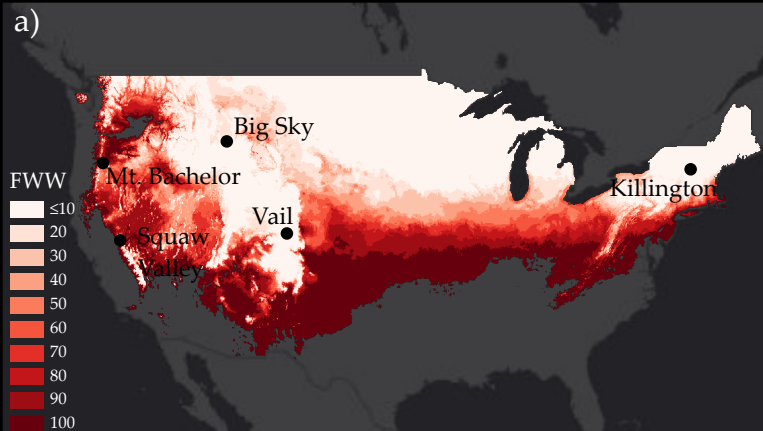 a)
Big Sky
Mt. Bachelor
Killington
Vail
Squaw
Valley
FWW
≤10
20
30
40
50
60
70
80
90
100